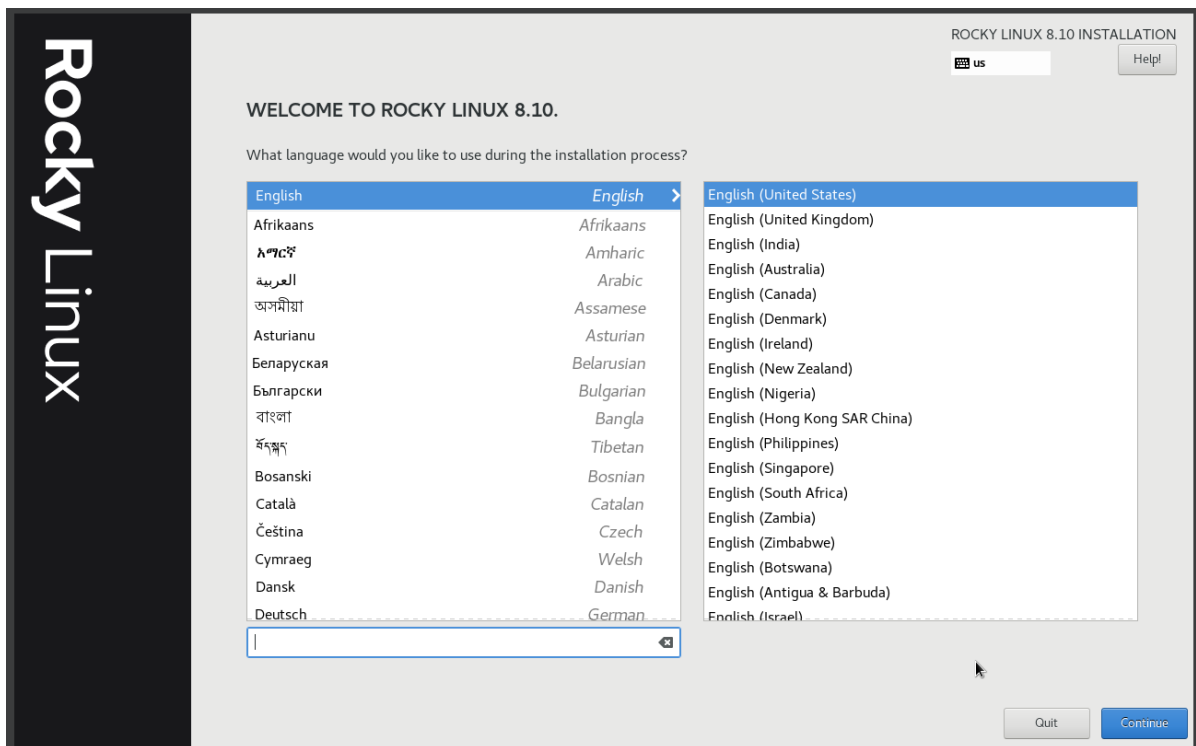 Rocky Linux
ROCKY LINUX 8.10 INSTALLATION
us
Help!
WELCOME TO ROCKY LINUX 8.10.
What language would you like to use during the installation process?
English English
Afrikaans Afrikaans
አማርኛ Amharic
العربية Arabic
অসমীয়া Assamese
Asturianu Asturian
Беларуская Belarusian
Български Bulgarian
বাংলা Bangla
བོད་སྐད་ Tibetan
Bosanski Bosnian
Català Catalan
Čeština Czech
Cymraeg Welsh
Dansk Danish
Deutsch German
English (United States)
English (United Kingdom)
English (India)
English (Australia)
English (Canada)
English (Denmark)
English (Ireland)
English (New Zealand)
English (Nigeria)
English (Hong Kong SAR China)
English (Philippines)
English (Singapore)
English (South Africa)
English (Zambia)
English (Zimbabwe)
English (Botswana)
English (Antigua & Barbuda)
English (Israel)
Quit
Continue